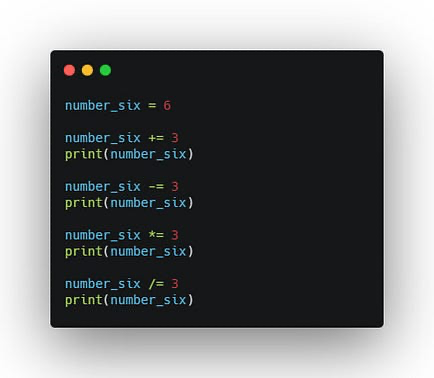 number_six = 6
number_six += 3
print(number_six)
number_six -= 3
print(number_six)
number_six *= 3
print(number_six)
number_six /= 3
print(number_six)